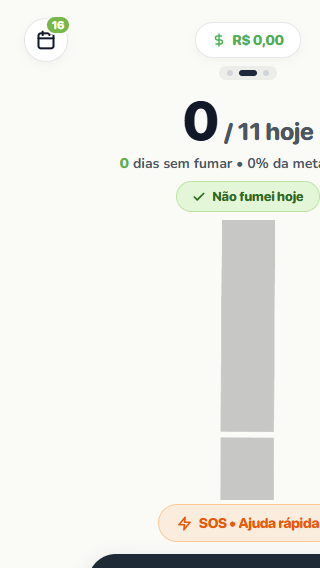 16
$ R$ 0,00
0 / 11 hoje
0 dias sem fumar • 0% da meta
Não fumei hoje
SOS • Ajuda rápida